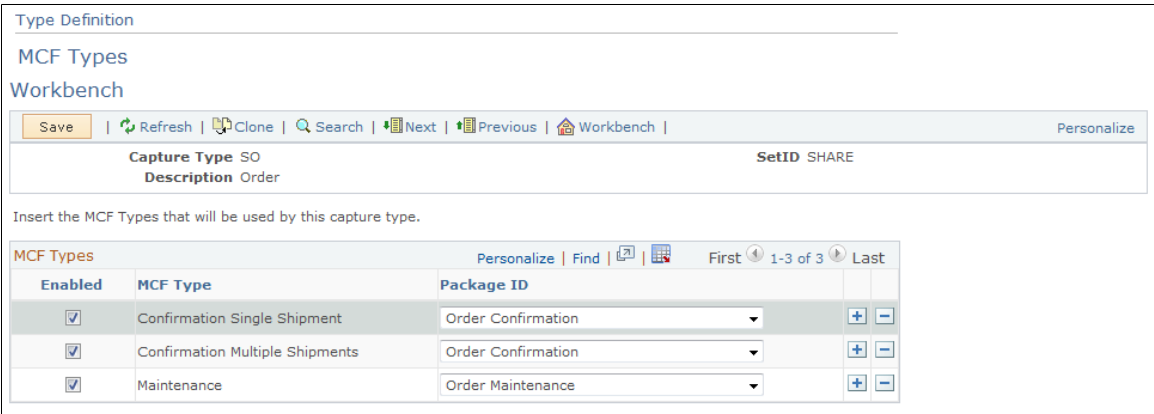 Type Definition
MCF Types
Workbench
Save | Refresh | Clone | Search | Next | Previous | Workbench | Personalize
Capture Type SO SetID SHARE
Description Order
Insert the MCF Types that will be used by this capture type.
MCF Types Personalize | Find | | First 1-3 of 3 Last
Enabled MCF Type Package ID
Confirmation Single Shipment Order Confirmation
Confirmation Multiple Shipments Order Confirmation
Maintenance Order Maintenance